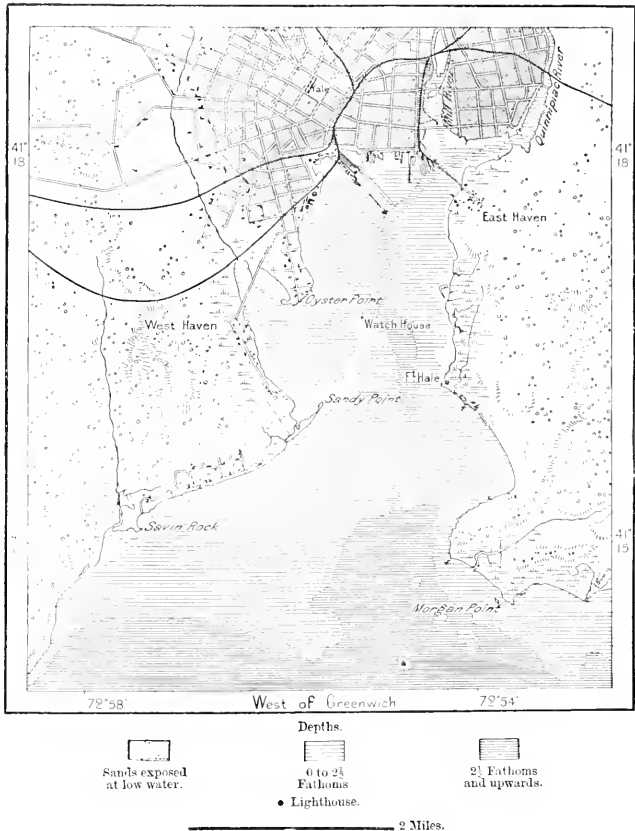 Yale
Mill River
Quinnipiac River
41°
18
41°
18
East Haven
Oyster Point
West Haven
Watch House
Ft Hale
Sandy Point
Savin Rock
41°
15
Morgan Point
72°58'
West of Greenwich
72°54'
Depths.
Sands exposed
at low water.
0 to 2½
Fathoms
2½ Fathoms
and upwards.
• Lighthouse.
2 Miles.